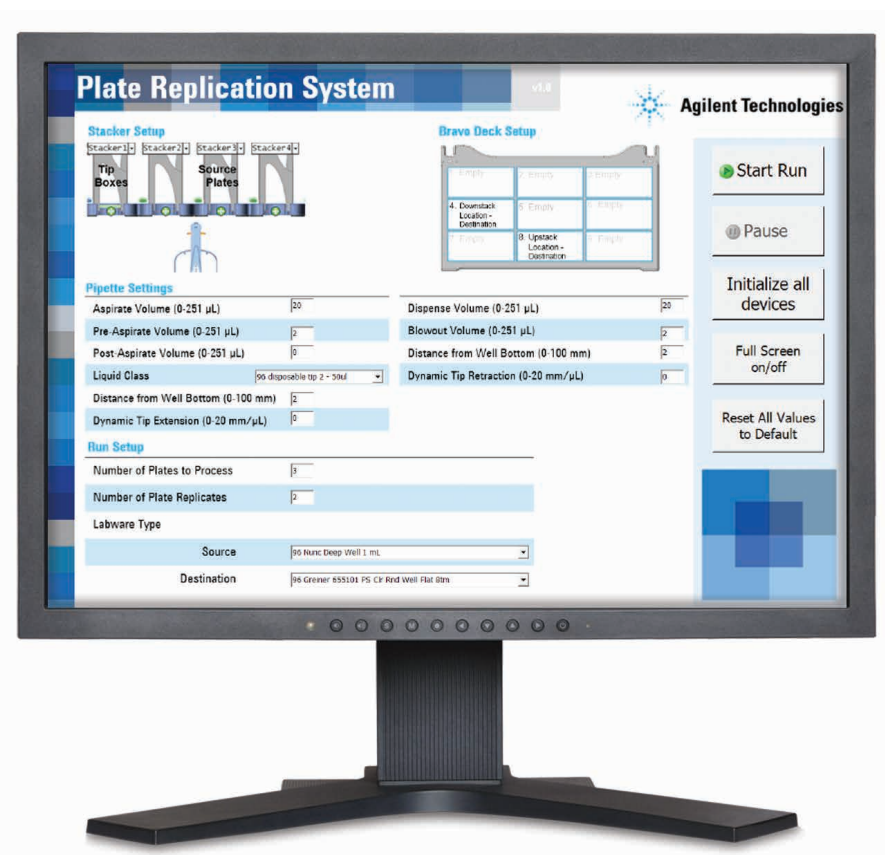 Plate Replication System
v1.0
Agilent Technologies
Stacker Setup
Stacker1 Stacker2 Stacker3 Stacker4
Tip Boxes
Source Plates
Bravo Deck Setup
1. Empty
2. Empty
3. Empty
4. Downstack
Location -
Destination
5. Empty
6. Empty
7. Empty
8. Upstack
Location -
Destination
9. Empty
Start Run
Pause
Initialize all
devices
Full Screen
on/off
Reset All Values
to Default
Pipette Settings
Aspirate Volume (0-251 µL) 20
Pre-Aspirate Volume (0-251 µL) 2
Post-Aspirate Volume (0-251 µL) 0
Liquid Class 96 disposable tip 2 - 50ul
Distance from Well Bottom (0-100 mm) 2
Dynamic Tip Extension (0-20 mm/µL) 0
Dispense Volume (0-251 µL) 20
Blowout Volume (0-251 µL) 2
Distance from Well Bottom (0-100 mm) 2
Dynamic Tip Retraction (0-20 mm/µL) 0
Run Setup
Number of Plates to Process 3
Number of Plate Replicates 2
Labware Type
Source 96 Nunc Deep Well 1 mL
Destination 96 Greiner 655101 PS Clr Rnd Well Flat Btm